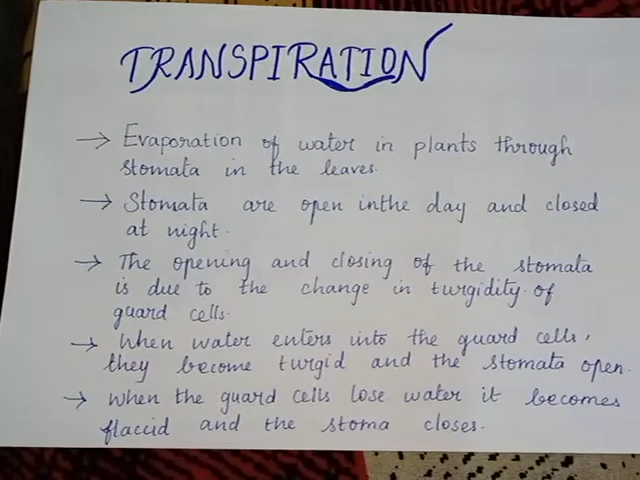 TRANSPIRATION
→ Evaporation of water in plants through
stomata in the leaves.
→ Stomata are open in the day and closed
at night.
→ The opening and closing of the stomata
is due to the change in turgidity of
guard cells.
→ When water enters into the guard cells,
they become turgid and the stomata open.
→ When the guard cells lose water it becomes
flaccid and the stoma closes.